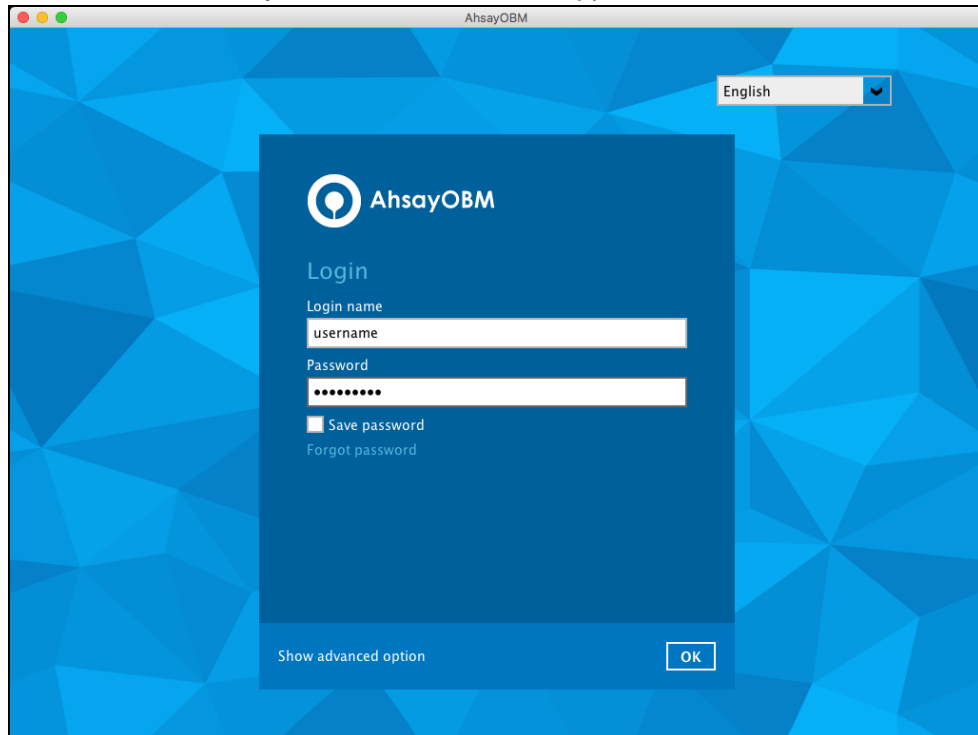 AhsayOBM
English
AhsayOBM
Login
Login name
username
Password
•••••••••
Save password
Forgot password
Show advanced option
OK